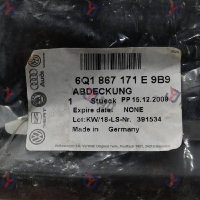 Audi
6Q1 867 171 E 9B9
ABDECKUNG
1 Stueck PP 15.12.2009
Expire date: NONE
Lot: KW/18-LS-Nr. 391534
Made in Germany